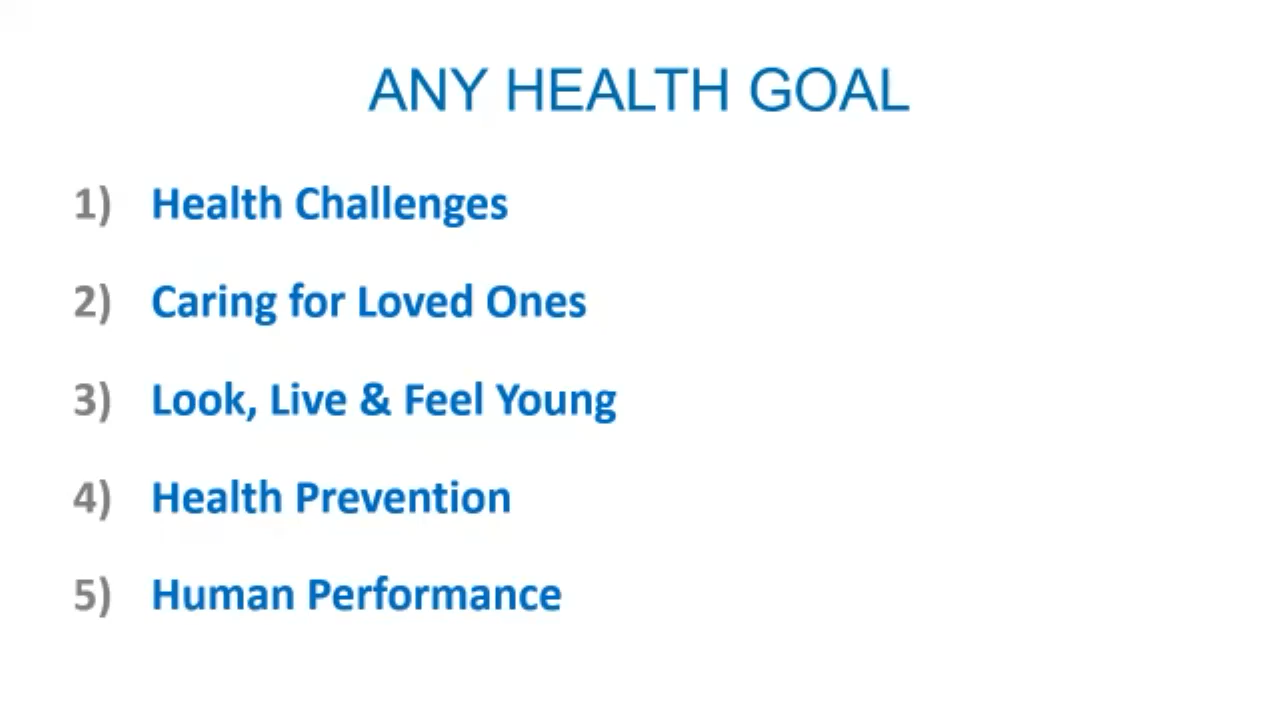 ANY HEALTH GOAL
1) Health Challenges
2) Caring for Loved Ones
3) Look, Live & Feel Young
4) Health Prevention
5) Human Performance